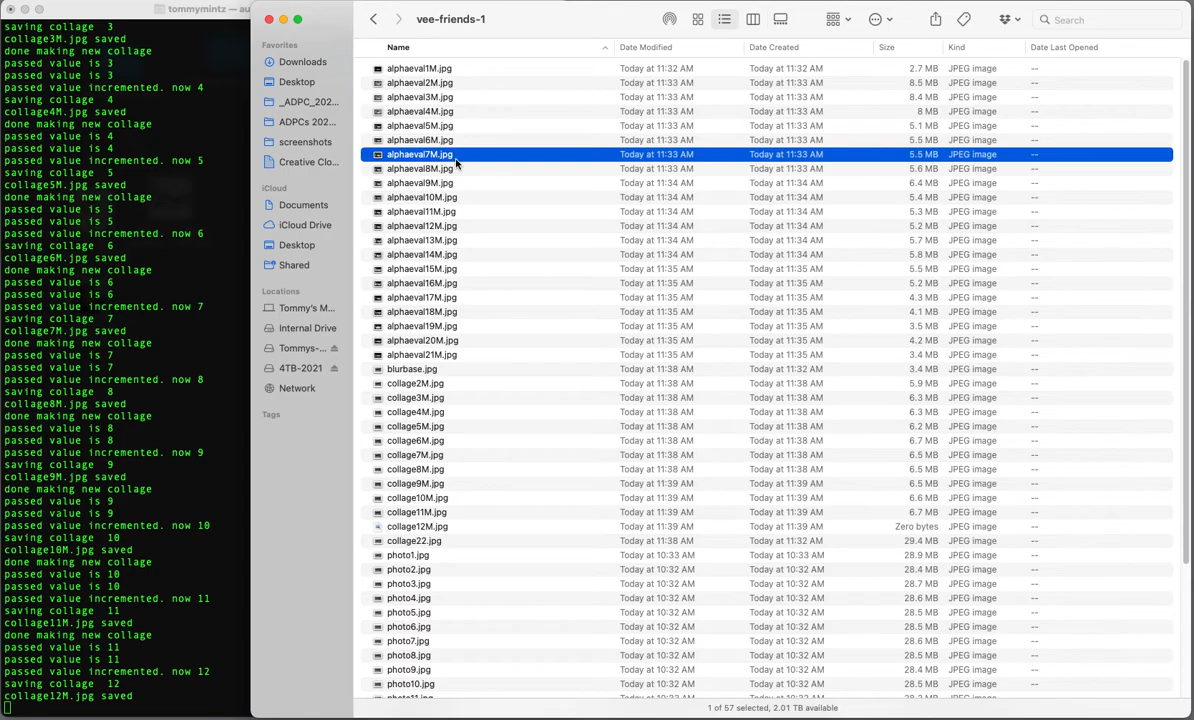 tommymintz — au
saving collage  3
collage3M.jpg saved
done making new collage
passed value is 3
passed value is 3
passed value incremented. now 4
saving collage  4
collage4M.jpg saved
done making new collage
passed value is 4
passed value is 4
passed value incremented. now 5
saving collage  5
collage5M.jpg saved
done making new collage
passed value is 5
passed value is 5
passed value incremented. now 6
saving collage  6
collage6M.jpg saved
done making new collage
passed value is 6
passed value is 6
passed value incremented. now 7
saving collage  7
collage7M.jpg saved
done making new collage
passed value is 7
passed value is 7
passed value incremented. now 8
saving collage  8
collage8M.jpg saved
done making new collage
passed value is 8
passed value is 8
passed value incremented. now 9
saving collage  9
collage9M.jpg saved
done making new collage
passed value is 9
passed value is 9
passed value incremented. now 10
saving collage  10
collage10M.jpg saved
done making new collage
passed value is 10
passed value is 10
passed value incremented. now 11
saving collage  11
collage11M.jpg saved
done making new collage
passed value is 11
passed value is 11
passed value incremented. now 12
saving collage  12
collage12M.jpg saved
Favorites
Downloads
Desktop
_ADPC_202...
ADPCs 202...
screenshots
Creative Clo...
iCloud
Documents
iCloud Drive
Desktop
Shared
Locations
Tommy's M...
Internal Drive
Tommys-...
4TB-2021
Network
Tags
vee-friends-1
Search
Name Date Modified Date Created Size Kind Date Last Opened
alphaeval1M.jpg Today at 11:32 AM Today at 11:32 AM 2.7 MB JPEG image --
alphaeval2M.jpg Today at 11:33 AM Today at 11:33 AM 8.5 MB JPEG image --
alphaeval3M.jpg Today at 11:33 AM Today at 11:33 AM 8.4 MB JPEG image --
alphaeval4M.jpg Today at 11:33 AM Today at 11:33 AM 8 MB JPEG image --
alphaeval5M.jpg Today at 11:33 AM Today at 11:33 AM 5.1 MB JPEG image --
alphaeval6M.jpg Today at 11:33 AM Today at 11:33 AM 5.5 MB JPEG image --
alphaeval7M.jpg Today at 11:33 AM Today at 11:33 AM 5.5 MB JPEG image --
alphaeval8M.jpg Today at 11:33 AM Today at 11:33 AM 5.6 MB JPEG image --
alphaeval9M.jpg Today at 11:34 AM Today at 11:34 AM 6.4 MB JPEG image --
alphaeval10M.jpg Today at 11:34 AM Today at 11:34 AM 5.4 MB JPEG image --
alphaeval11M.jpg Today at 11:34 AM Today at 11:34 AM 5.3 MB JPEG image --
alphaeval12M.jpg Today at 11:34 AM Today at 11:34 AM 5.2 MB JPEG image --
alphaeval13M.jpg Today at 11:34 AM Today at 11:34 AM 5.7 MB JPEG image --
alphaeval14M.jpg Today at 11:34 AM Today at 11:34 AM 5.8 MB JPEG image --
alphaeval15M.jpg Today at 11:35 AM Today at 11:35 AM 5.5 MB JPEG image --
alphaeval16M.jpg Today at 11:35 AM Today at 11:35 AM 5.2 MB JPEG image --
alphaeval17M.jpg Today at 11:35 AM Today at 11:35 AM 4.3 MB JPEG image --
alphaeval18M.jpg Today at 11:35 AM Today at 11:35 AM 4.1 MB JPEG image --
alphaeval19M.jpg Today at 11:35 AM Today at 11:35 AM 3.5 MB JPEG image --
alphaeval20M.jpg Today at 11:35 AM Today at 11:35 AM 4.2 MB JPEG image --
alphaeval21M.jpg Today at 11:35 AM Today at 11:35 AM 3.4 MB JPEG image --
blurbase.jpg Today at 11:38 AM Today at 11:32 AM 3.4 MB JPEG image --
collage2M.jpg Today at 11:38 AM Today at 11:38 AM 5.9 MB JPEG image --
collage3M.jpg Today at 11:38 AM Today at 11:38 AM 6.3 MB JPEG image --
collage4M.jpg Today at 11:38 AM Today at 11:38 AM 6.3 MB JPEG image --
collage5M.jpg Today at 11:38 AM Today at 11:38 AM 6.2 MB JPEG image --
collage6M.jpg Today at 11:38 AM Today at 11:38 AM 6.7 MB JPEG image --
collage7M.jpg Today at 11:38 AM Today at 11:38 AM 6.5 MB JPEG image --
collage8M.jpg Today at 11:38 AM Today at 11:38 AM 6.5 MB JPEG image --
collage9M.jpg Today at 11:38 AM Today at 11:38 AM 6.5 MB JPEG image --
collage10M.jpg Today at 11:39 AM Today at 11:39 AM 6.6 MB JPEG image --
collage11M.jpg Today at 11:39 AM Today at 11:39 AM 6.7 MB JPEG image --
collage12M.jpg Today at 11:39 AM Today at 11:39 AM Zero bytes JPEG image --
collage22.jpg Today at 11:38 AM Today at 11:32 AM 29.4 MB JPEG image --
photo1.jpg Today at 10:33 AM Today at 10:33 AM 28.9 MB JPEG image --
photo2.jpg Today at 10:32 AM Today at 10:32 AM 28.4 MB JPEG image --
photo3.jpg Today at 10:32 AM Today at 10:32 AM 28.7 MB JPEG image --
photo4.jpg Today at 10:32 AM Today at 10:32 AM 28.6 MB JPEG image --
photo5.jpg Today at 10:32 AM Today at 10:32 AM 28.5 MB JPEG image --
photo6.jpg Today at 10:32 AM Today at 10:32 AM 28.5 MB JPEG image --
photo7.jpg Today at 10:32 AM Today at 10:32 AM 28.6 MB JPEG image --
photo8.jpg Today at 10:32 AM Today at 10:32 AM 28.5 MB JPEG image --
photo9.jpg Today at 10:32 AM Today at 10:32 AM 28.4 MB JPEG image --
photo10.jpg Today at 10:32 AM Today at 10:32 AM 28.5 MB JPEG image --
1 of 57 selected, 2.01 TB available